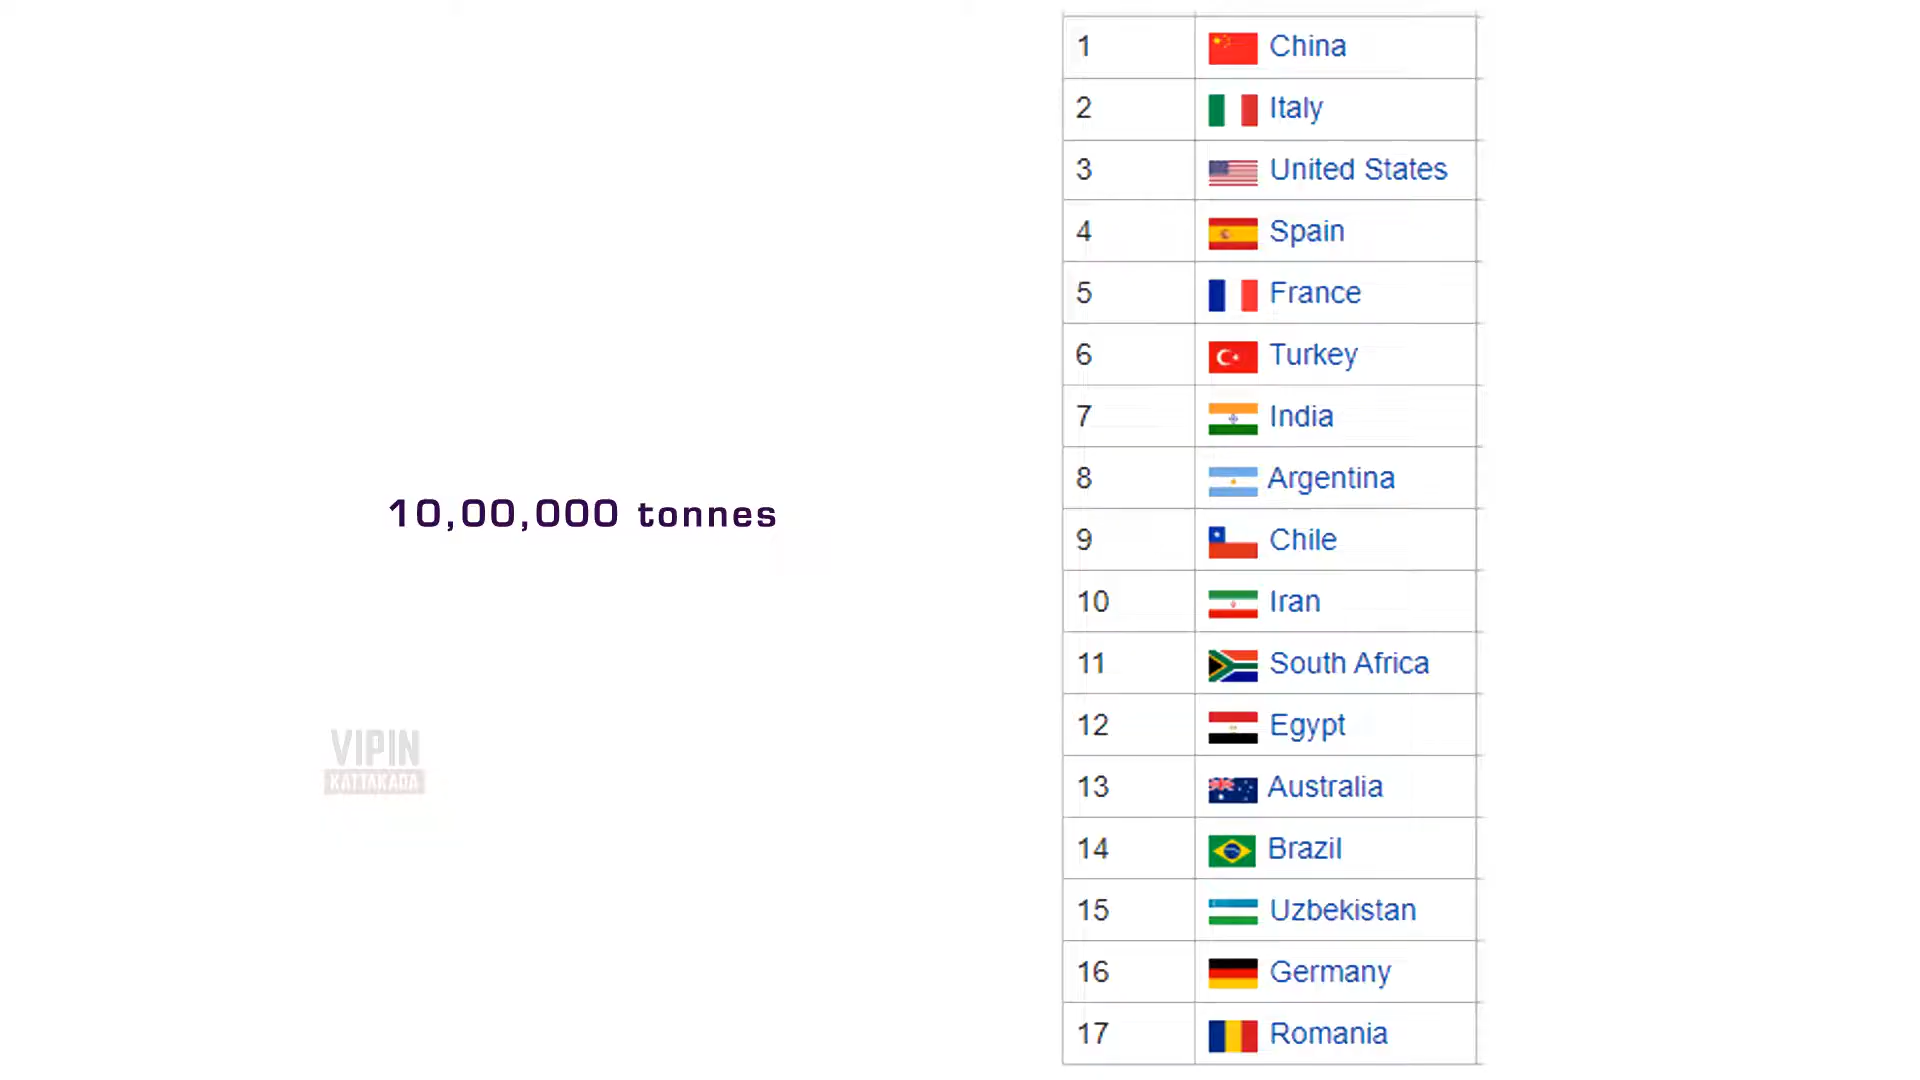 10,00,000 tonnes
VIPIN
KATTAKADA
1 China
2 Italy
3 United States
4 Spain
5 France
6 Turkey
7 India
8 Argentina
9 Chile
10 Iran
11 South Africa
12 Egypt
13 Australia
14 Brazil
15 Uzbekistan
16 Germany
17 Romania